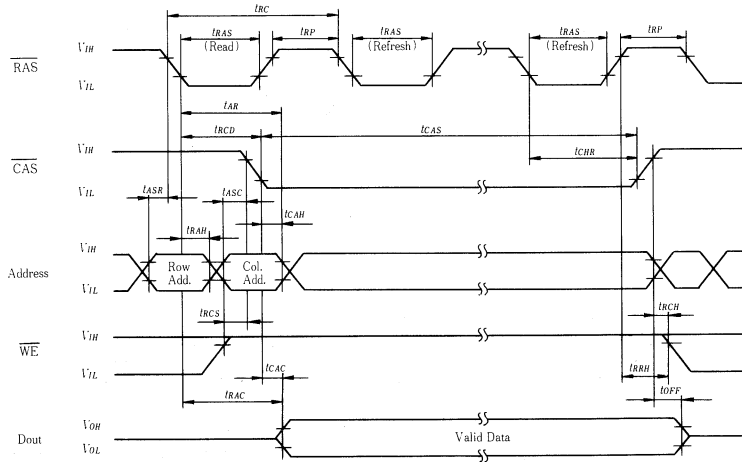 tRC
tRAS
(Read)
tRP
tRAS
(Refresh)
tRAS
(Refresh)
tRP
VIH
RAS
VIL
tAR
tRCD
tCAS
VIH
tCHR
CAS
VIL
tASR
tASC
tCAH
tRAH
VIH
Address
Row
Add.
Col.
Add.
VIL
tRCS
tRCH
VIH
WE
VIL
tCAC
tRRH
tRAC
tOFF
VOH
Dout
Valid Data
VOL